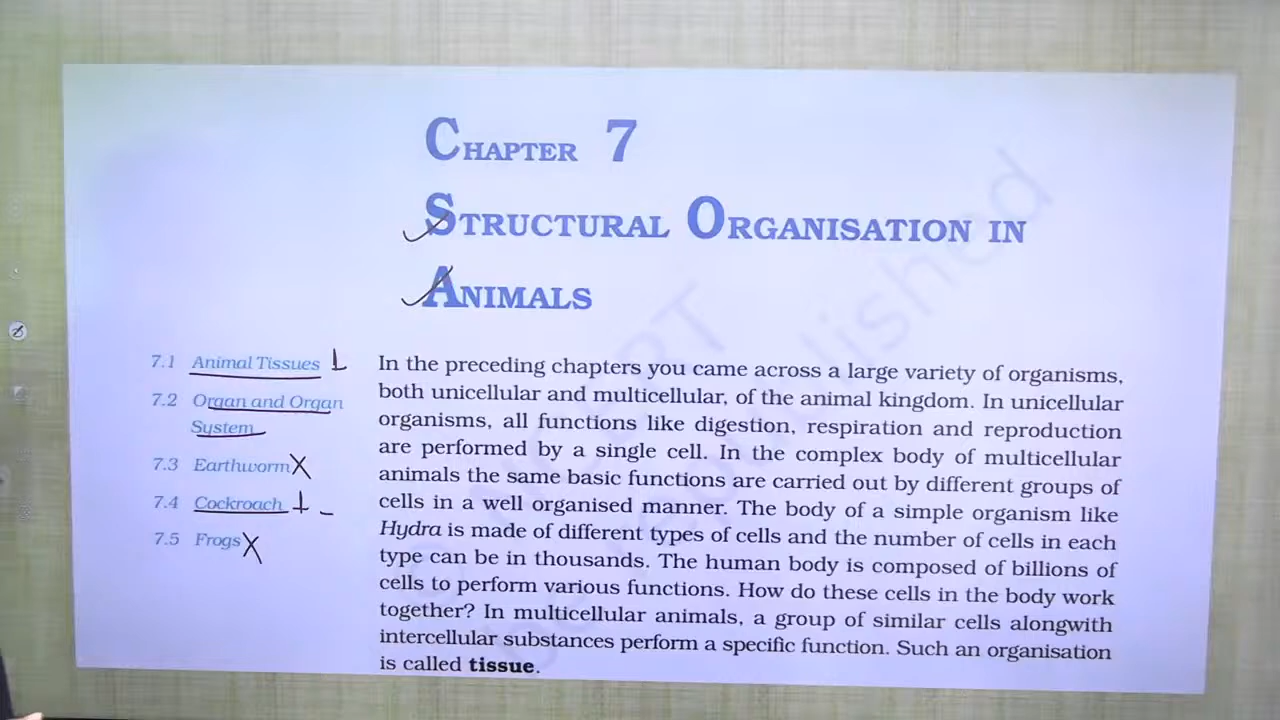 CHAPTER 7
STRUCTURAL ORGANISATION IN
ANIMALS
7.1 Animal Tissues
7.2 Organ and Organ
System
7.3 Earthworm
7.4 Cockroach
7.5 Frogs
In the preceding chapters you came across a large variety of organisms,
both unicellular and multicellular, of the animal kingdom. In unicellular
organisms, all functions like digestion, respiration and reproduction
are performed by a single cell. In the complex body of multicellular
animals the same basic functions are carried out by different groups of
cells in a well organised manner. The body of a simple organism like
Hydra is made of different types of cells and the number of cells in each
type can be in thousands. The human body is composed of billions of
cells to perform various functions. How do these cells in the body work
together? In multicellular animals, a group of similar cells alongwith
intercellular substances perform a specific function. Such an organisation
is called tissue.